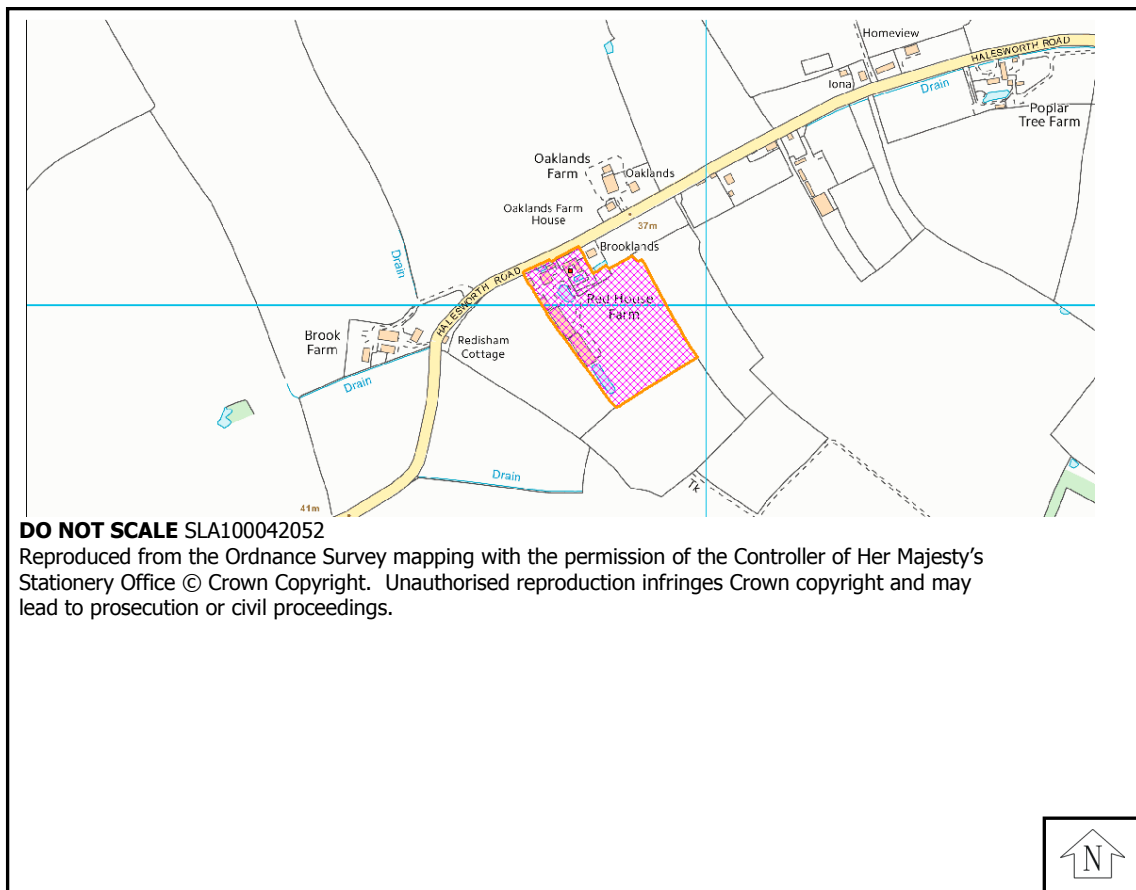 Homeview
HALESWORTH ROAD
Iona
Drain
Poplar
Tree Farm
Oaklands
Farm
Oaklands
Oaklands Farm
House
37m
Brooklands
Drain
HALESWORTH ROAD
Red House
Farm
Brook
Farm
Redisham
Cottage
Drain
Drain
Tk
41m
DO NOT SCALE SLA100042052
Reproduced from the Ordnance Survey mapping with the permission of the Controller of Her Majesty's
Stationery Office © Crown Copyright. Unauthorised reproduction infringes Crown copyright and may
lead to prosecution or civil proceedings.
N